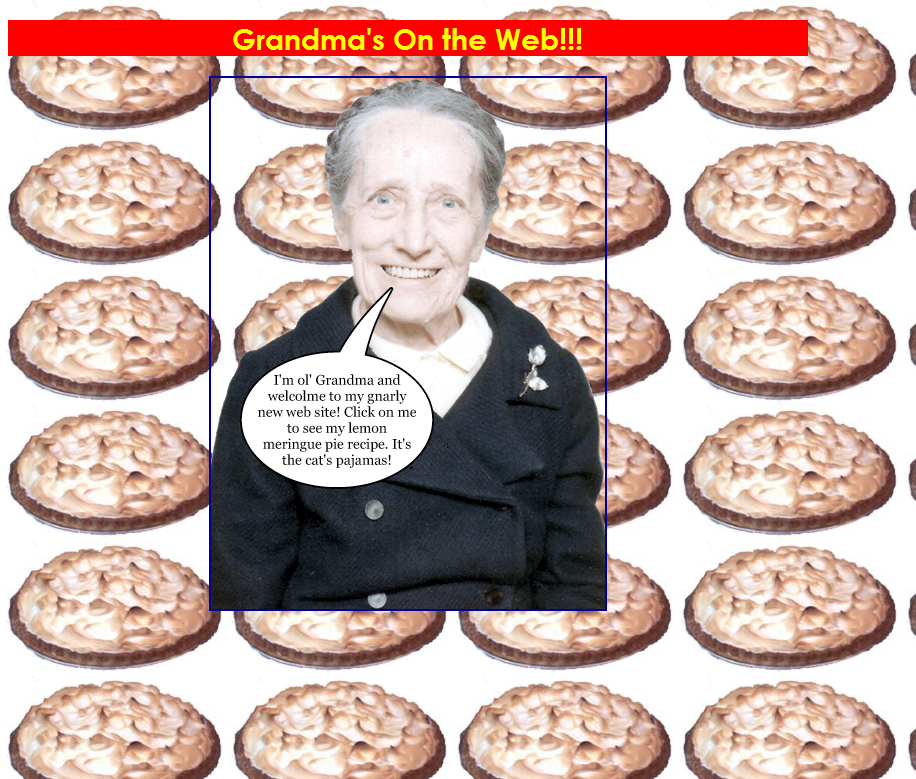 Grandma's On the Web!!!
I'm ol' Grandma and
welcolme to my gnarly
new web site! Click on me
to see my lemon
meringue pie recipe. It's
the cat's pajamas!